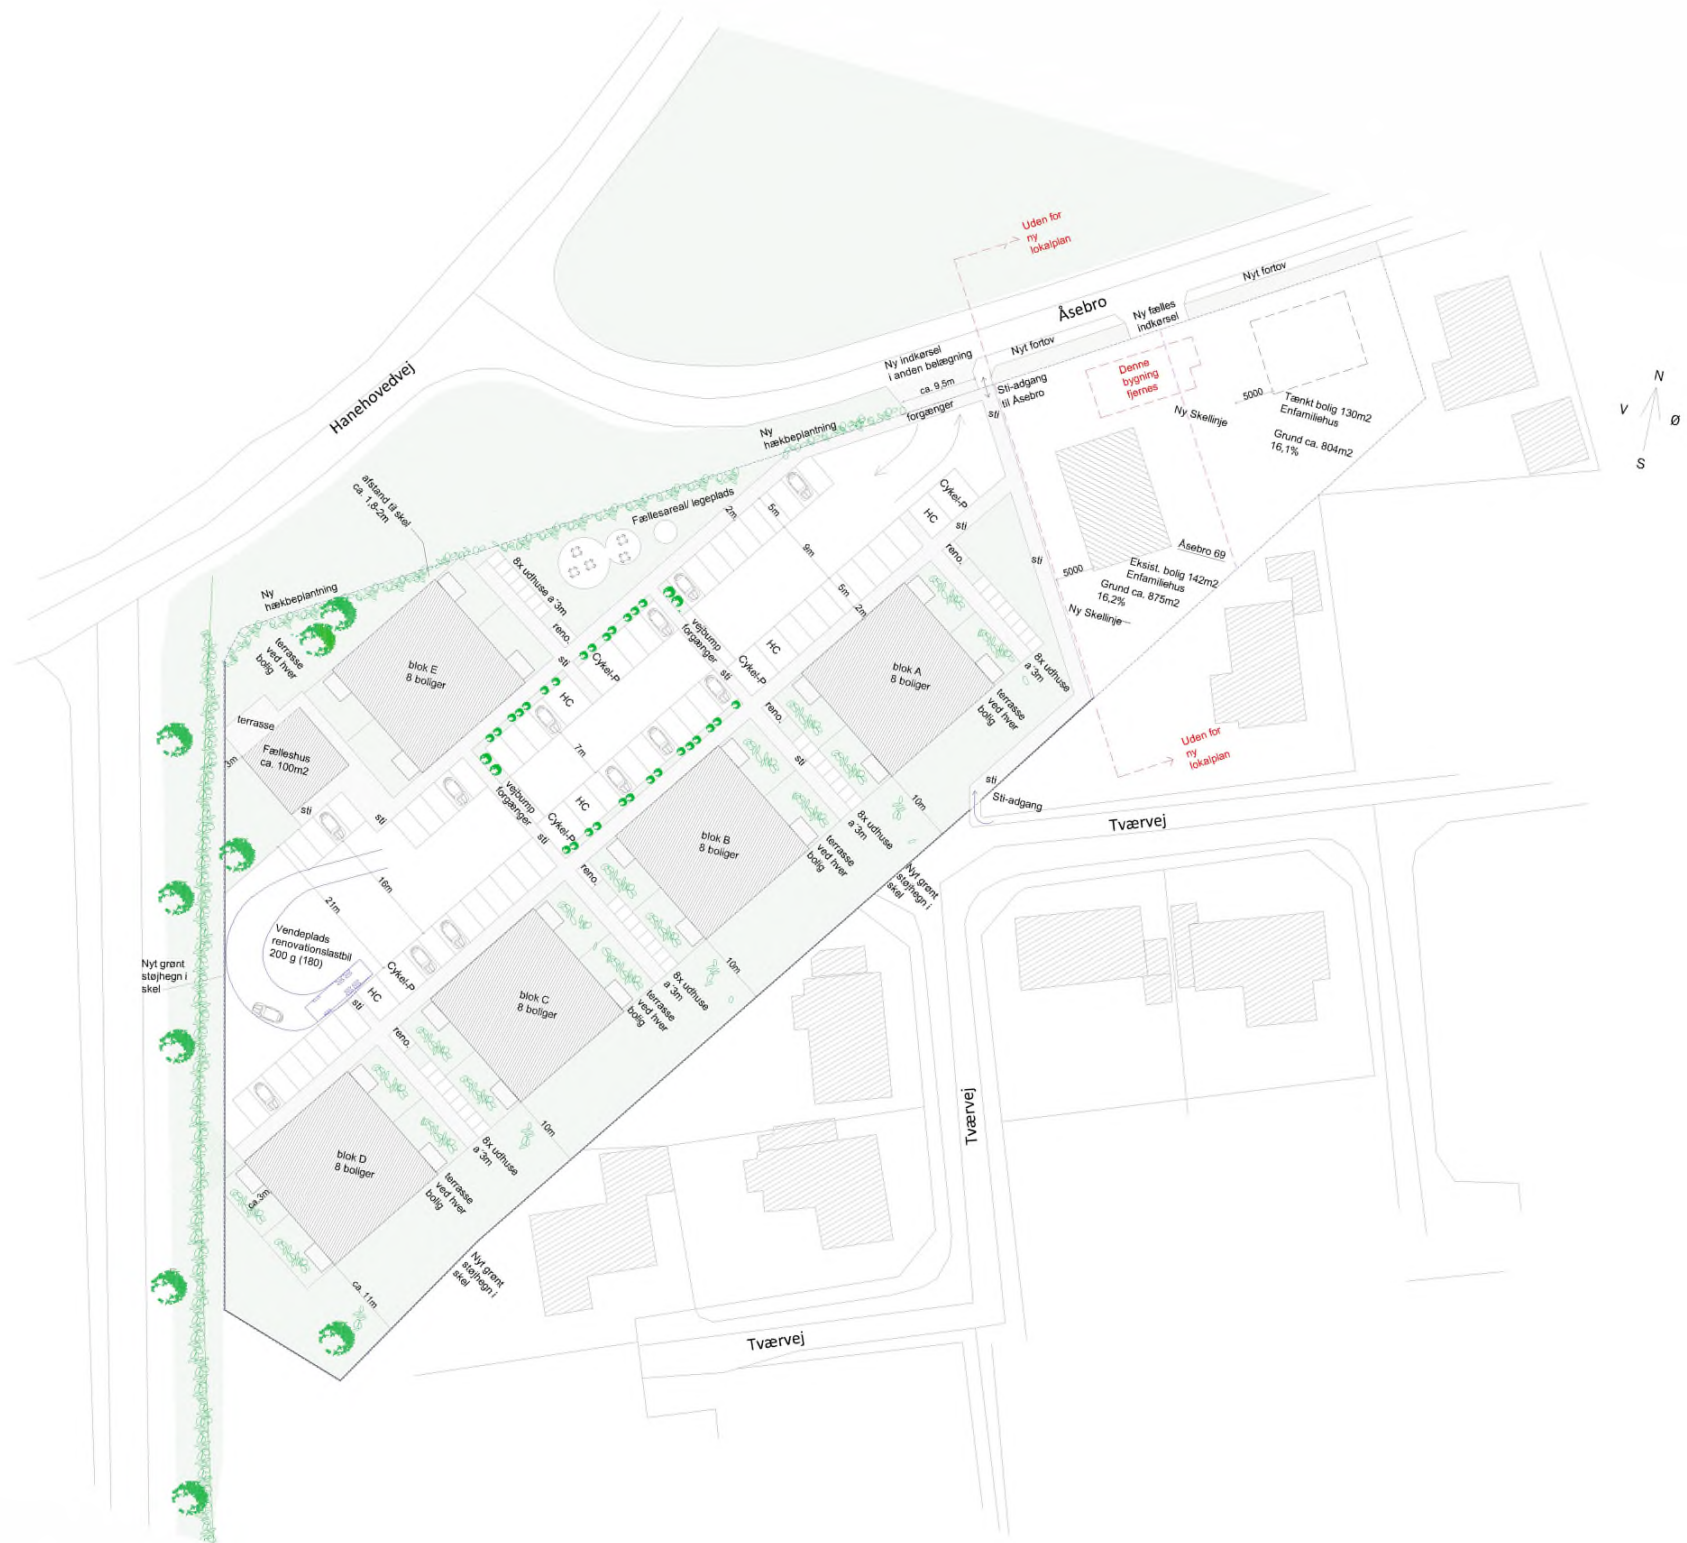 Uden for
ny
lokalplan
Hanehovedvej
Åsebro
Nyt fortov
Ny fælles
indkørsel
Nyt fortov
Ny indkørsel
i anden belægning
ca. 9,5m
forgænger
Sti-adgang
til Åsebro
sti
Denne
bygning
fjernes
5000
Tænkt bolig 130m2
Enfamiliehus
Grund ca. 804m2
16,1%
Ny Skellinje
N
V
Ø
S
Ny
hækbeplantning
afstand til skel
ca. 1,8-2m
Fællesareal/ legeplads
2m
5m
9m
5m
2m
Cykel-P
HC
sti
reno.
sti
Åsebro 69
5000
Eksist. bolig 142m2
Enfamiliehus
Grund ca. 875m2
16,2%
Ny Skellinje
Ny
hækbeplantning
8x udhuse a´3m
reno.
sti
Cykel-P
HC
vejbump
forgænger
sti
HC
Cykel-P
reno.
terrasse
ved hver
bolig
blok E
8 boliger
blok A
8 boliger
8x udhuse
a´3m
terrasse
ved hver
bolig
Uden for
ny
lokalplan
terrasse
3m
Fælleshus
ca. 100m2
sti
sti
7m
vejbump
forgænger
sti
HC
Cykel-P
reno.
sti
blok B
8 boliger
10m
8x udhuse
a´3m
terrasse
ved hver
bolig
sti
Sti-adgang
Tværvej
Nyt grønt
støjhegn i
skel
16m
21m
Vendeplads
renovationslastbil
200 g (180)
Nyt grønt
støjhegn i
skel
Cykel-P
HC
sti
reno.
blok C
8 boliger
10m
8x udhuse
a´3m
terrasse
ved hver
bolig
Tværvej
blok D
8 boliger
ca.3m
10m
8x udhuse
a´3m
terrasse
ved hver
bolig
Nyt grønt
støjhegn i
skel
ca. 11m
Tværvej